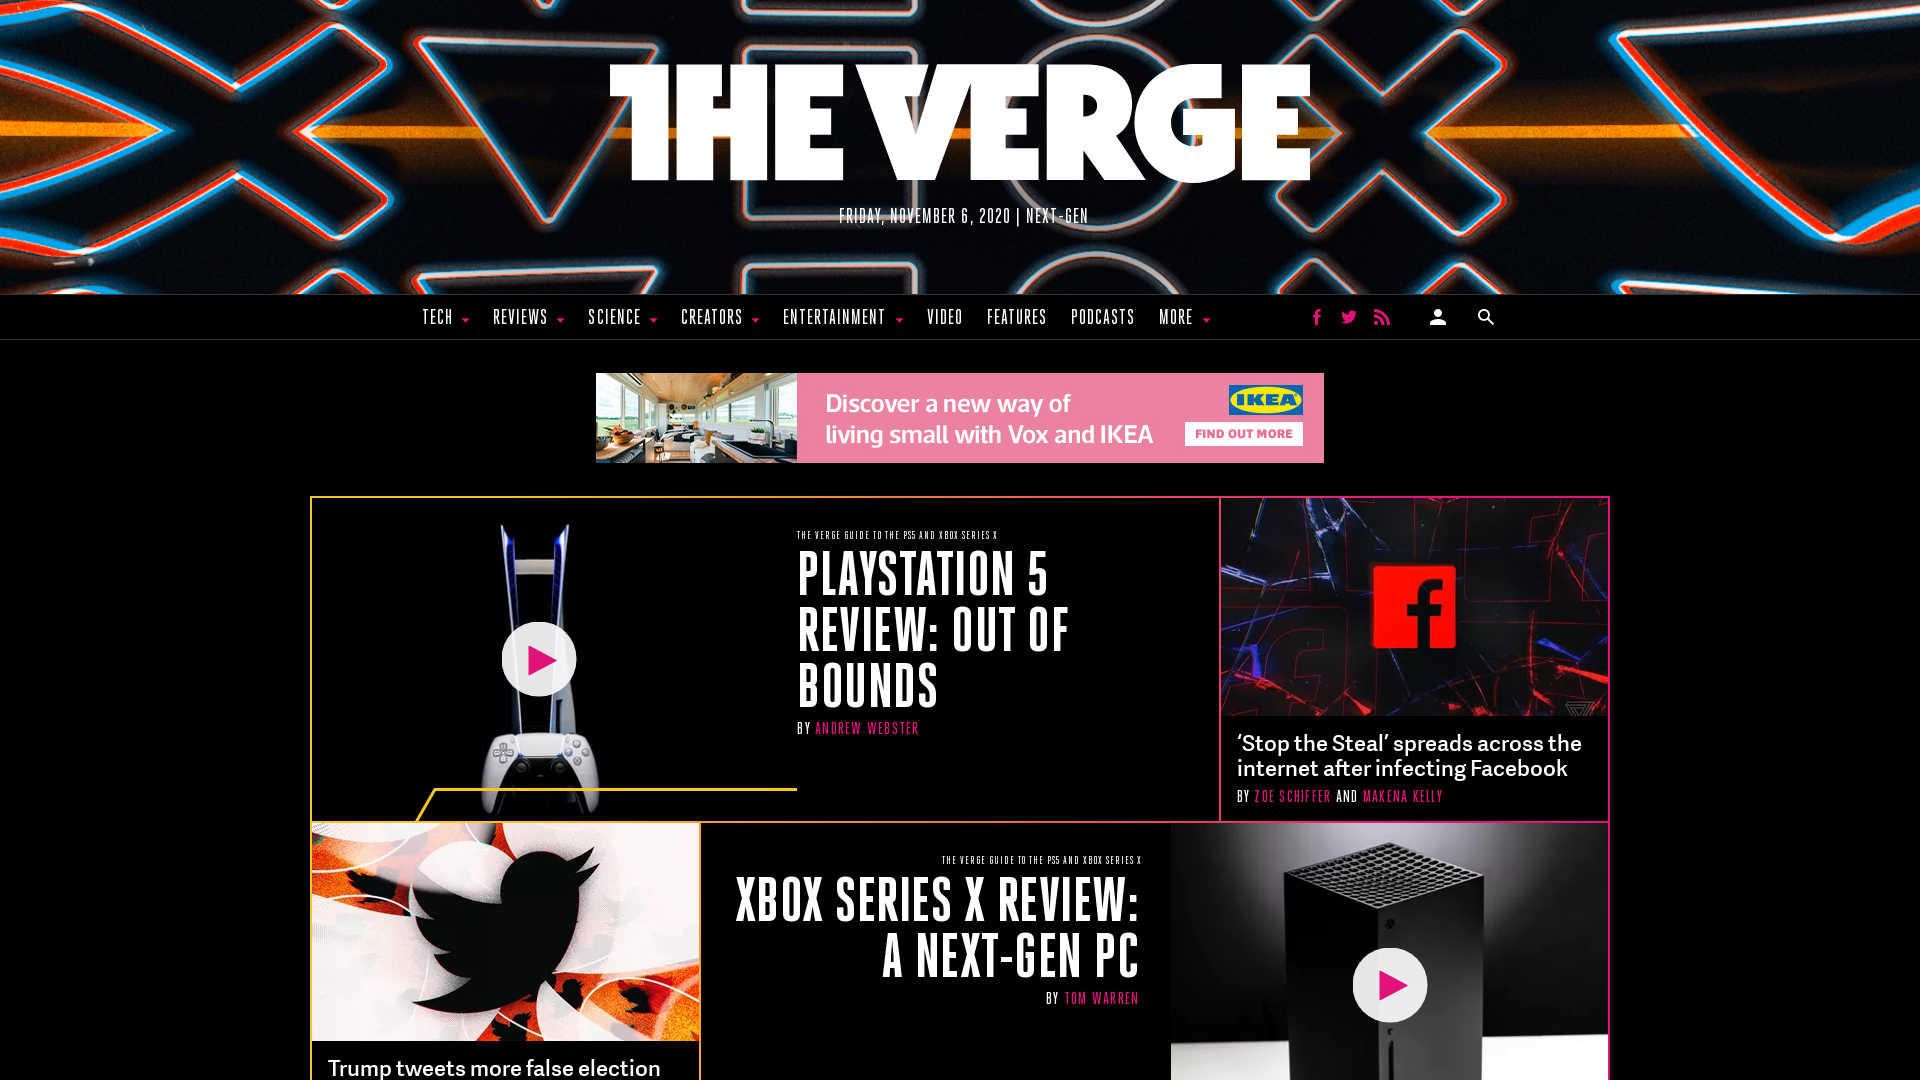 THE VERGE
FRIDAY, NOVEMBER 6, 2020 | NEXT-GEN
TECH REVIEWS SCIENCE CREATORS ENTERTAINMENT VIDEO FEATURES PODCASTS MORE
Discover a new way of
living small with Vox and IKEA
IKEA
FIND OUT MORE
THE VERGE GUIDE TO THE PS5 AND XBOX SERIES X
PLAYSTATION 5
REVIEW: OUT OF
BOUNDS
BY ANDREW WEBSTER
‘Stop the Steal’ spreads across the
internet after infecting Facebook
BY ZOE SCHIFFER AND MAKENA KELLY
THE VERGE GUIDE TO THE PS5 AND XBOX SERIES X
XBOX SERIES X REVIEW:
A NEXT-GEN PC
BY TOM WARREN
Trump tweets more false election